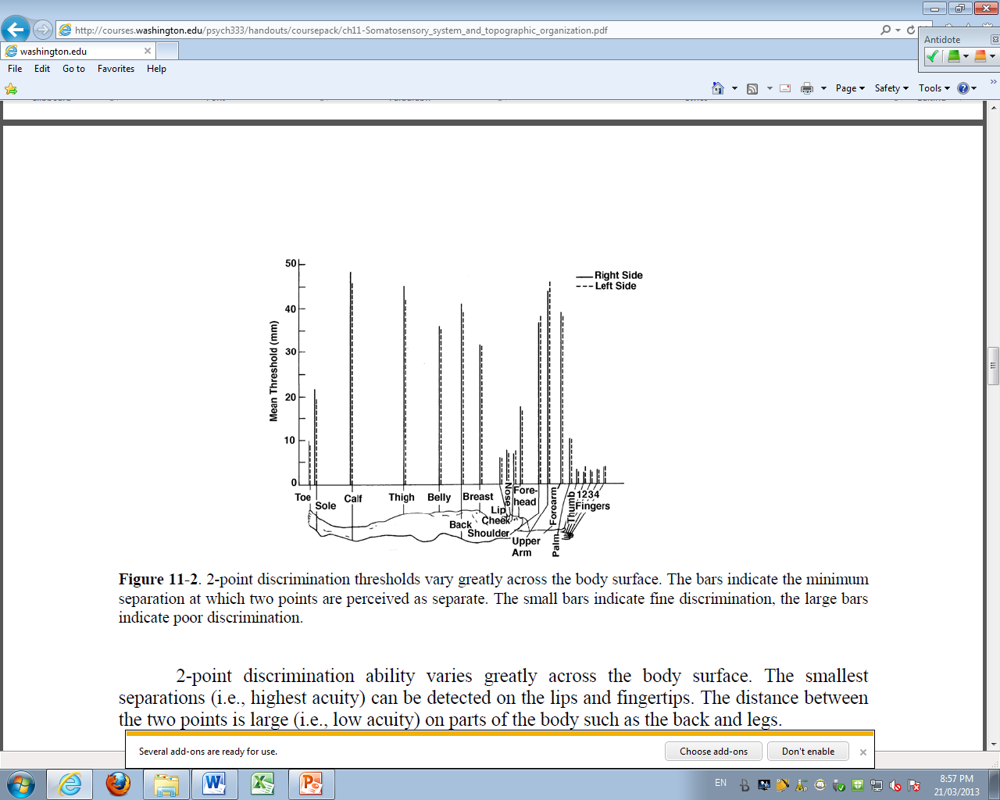 http://courses.washington.edu/psych333/handouts/coursepack/ch11-Somatosensory_system_and_topographic_organization.pdf
Antidote
washington.edu
File Edit Go to Favorites Help
Page Safety Tools
50
40
30
20
10
0
Mean Threshold (mm)
Right Side
Left Side
Toe
Sole
Calf
Thigh
Belly
Back
Breast
Lip
Cheek
Nose
Fore-
head
Shoulder
Upper
Arm
Forearm
Palm
Thumb
1234
Fingers
Figure 11-2. 2-point discrimination thresholds vary greatly across the body surface. The bars indicate the minimum
separation at which two points are perceived as separate. The small bars indicate fine discrimination, the large bars
indicate poor discrimination.
2-point discrimination ability varies greatly across the body surface. The smallest
separations (i.e., highest acuity) can be detected on the lips and fingertips. The distance between
the two points is large (i.e., low acuity) on parts of the body such as the back and legs.
Several add-ons are ready for use.
Choose add-ons
Don't enable
EN
8:57 PM
21/03/2013